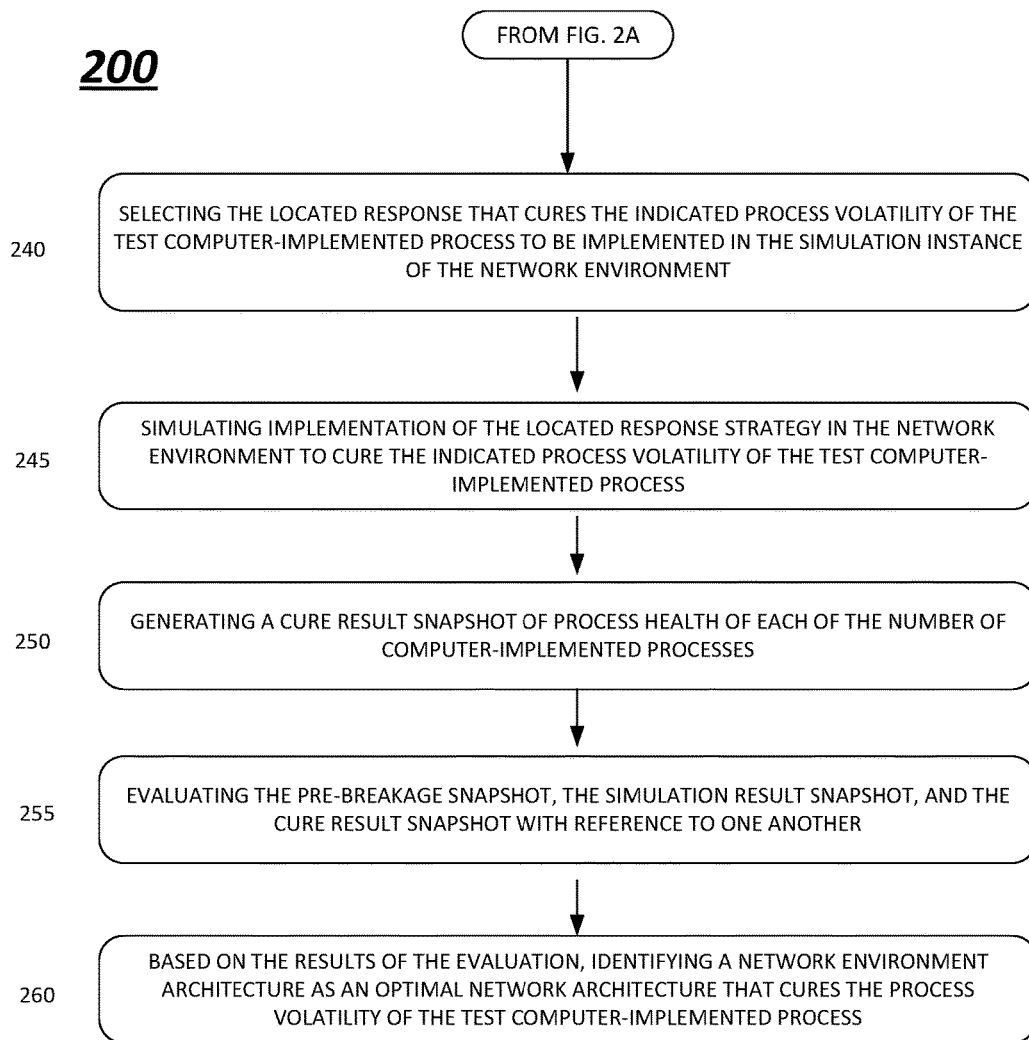 FROM FIG. 2A
200
240
SELECTING THE LOCATED RESPONSE THAT CURES THE INDICATED PROCESS VOLATILITY OF THE
TEST COMPUTER-IMPLEMENTED PROCESS TO BE IMPLEMENTED IN THE SIMULATION INSTANCE
OF THE NETWORK ENVIRONMENT
245
SIMULATING IMPLEMENTATION OF THE LOCATED RESPONSE STRATEGY IN THE NETWORK
ENVIRONMENT TO CURE THE INDICATED PROCESS VOLATILITY OF THE TEST COMPUTER-
IMPLEMENTED PROCESS
250
GENERATING A CURE RESULT SNAPSHOT OF PROCESS HEALTH OF EACH OF THE NUMBER OF
COMPUTER-IMPLEMENTED PROCESSES
255
EVALUATING THE PRE-BREAKAGE SNAPSHOT, THE SIMULATION RESULT SNAPSHOT, AND THE
CURE RESULT SNAPSHOT WITH REFERENCE TO ONE ANOTHER
260
BASED ON THE RESULTS OF THE EVALUATION, IDENTIFYING A NETWORK ENVIRONMENT
ARCHITECTURE AS AN OPTIMAL NETWORK ARCHITECTURE THAT CURES THE PROCESS
VOLATILITY OF THE TEST COMPUTER-IMPLEMENTED PROCESS